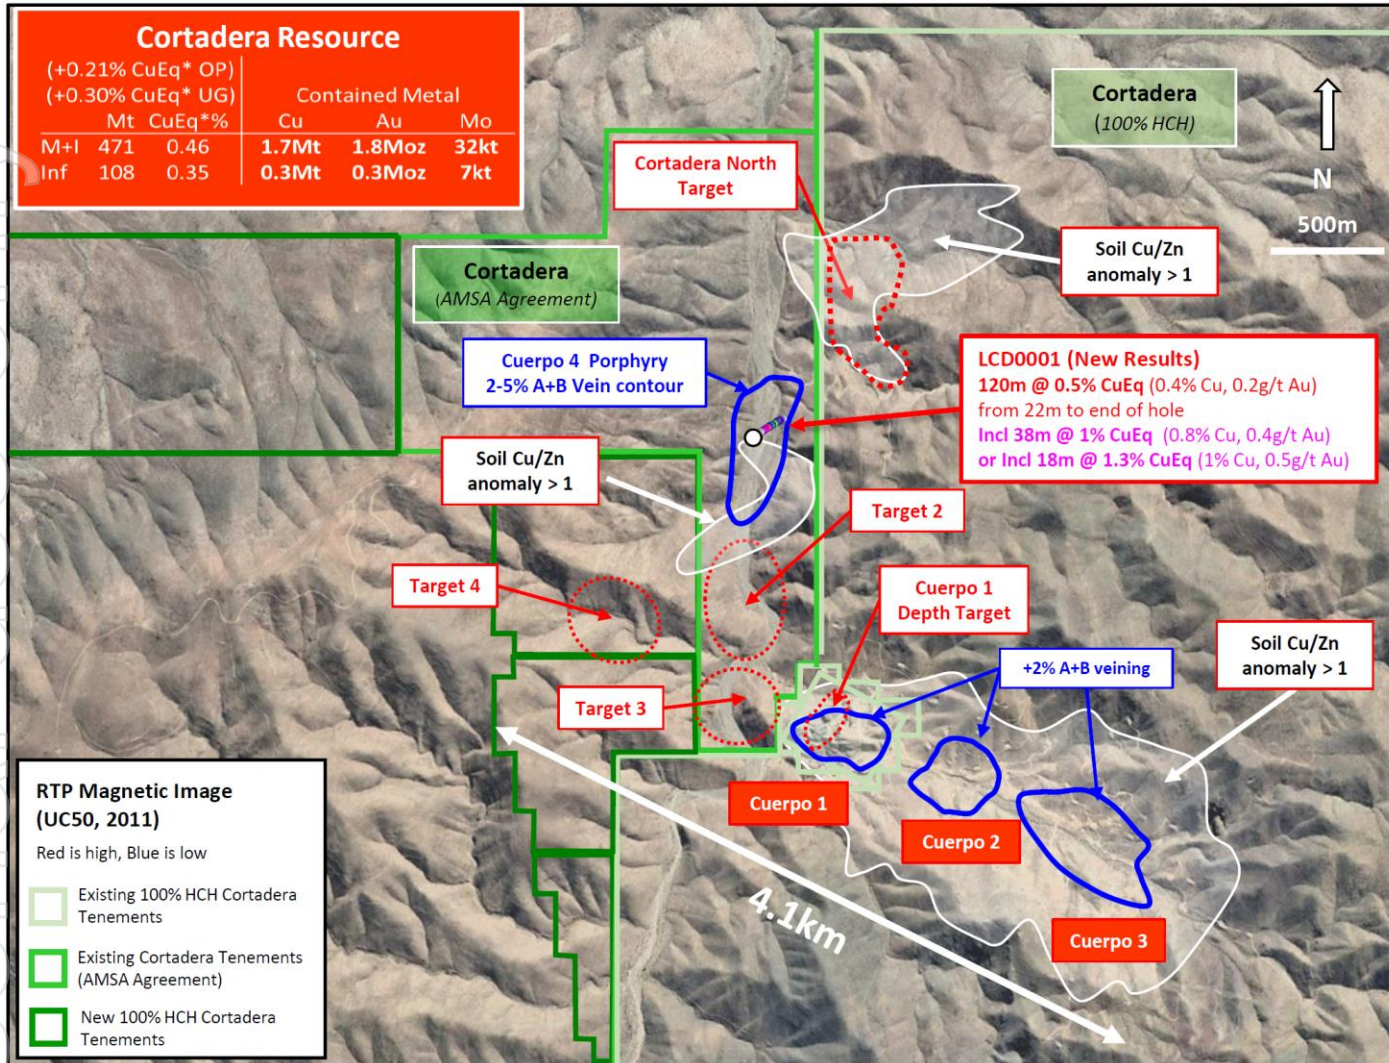 Cortadera Resource
(+0.21% CuEq* OP)
(+0.30% CuEq* UG) Contained Metal
Mt CuEq*% Cu Au Mo
M+I 471 0.46 1.7Mt 1.8Moz 32kt
Inf 108 0.35 0.3Mt 0.3Moz 7kt
Cortadera
(100% HCH)
N
500m
Cortadera North
Target
Soil Cu/Zn
anomaly > 1
Cortadera
(AMSA Agreement)
Cuerpo 4 Porphyry
2-5% A+B Vein contour
LCD0001 (New Results)
120m @ 0.5% CuEq (0.4% Cu, 0.2g/t Au)
from 22m to end of hole
Incl 38m @ 1% CuEq (0.8% Cu, 0.4g/t Au)
or Incl 18m @ 1.3% CuEq (1% Cu, 0.5g/t Au)
Soil Cu/Zn
anomaly > 1
Target 2
Target 4
Cuerpo 1
Depth Target
Soil Cu/Zn
anomaly > 1
+2% A+B veining
Target 3
Cuerpo 1
Cuerpo 2
Cuerpo 3
4.1km
RTP Magnetic Image
(UC50, 2011)
Red is high, Blue is low
Existing 100% HCH Cortadera
Tenements
Existing Cortadera Tenements
(AMSA Agreement)
New 100% HCH Cortadera
Tenements